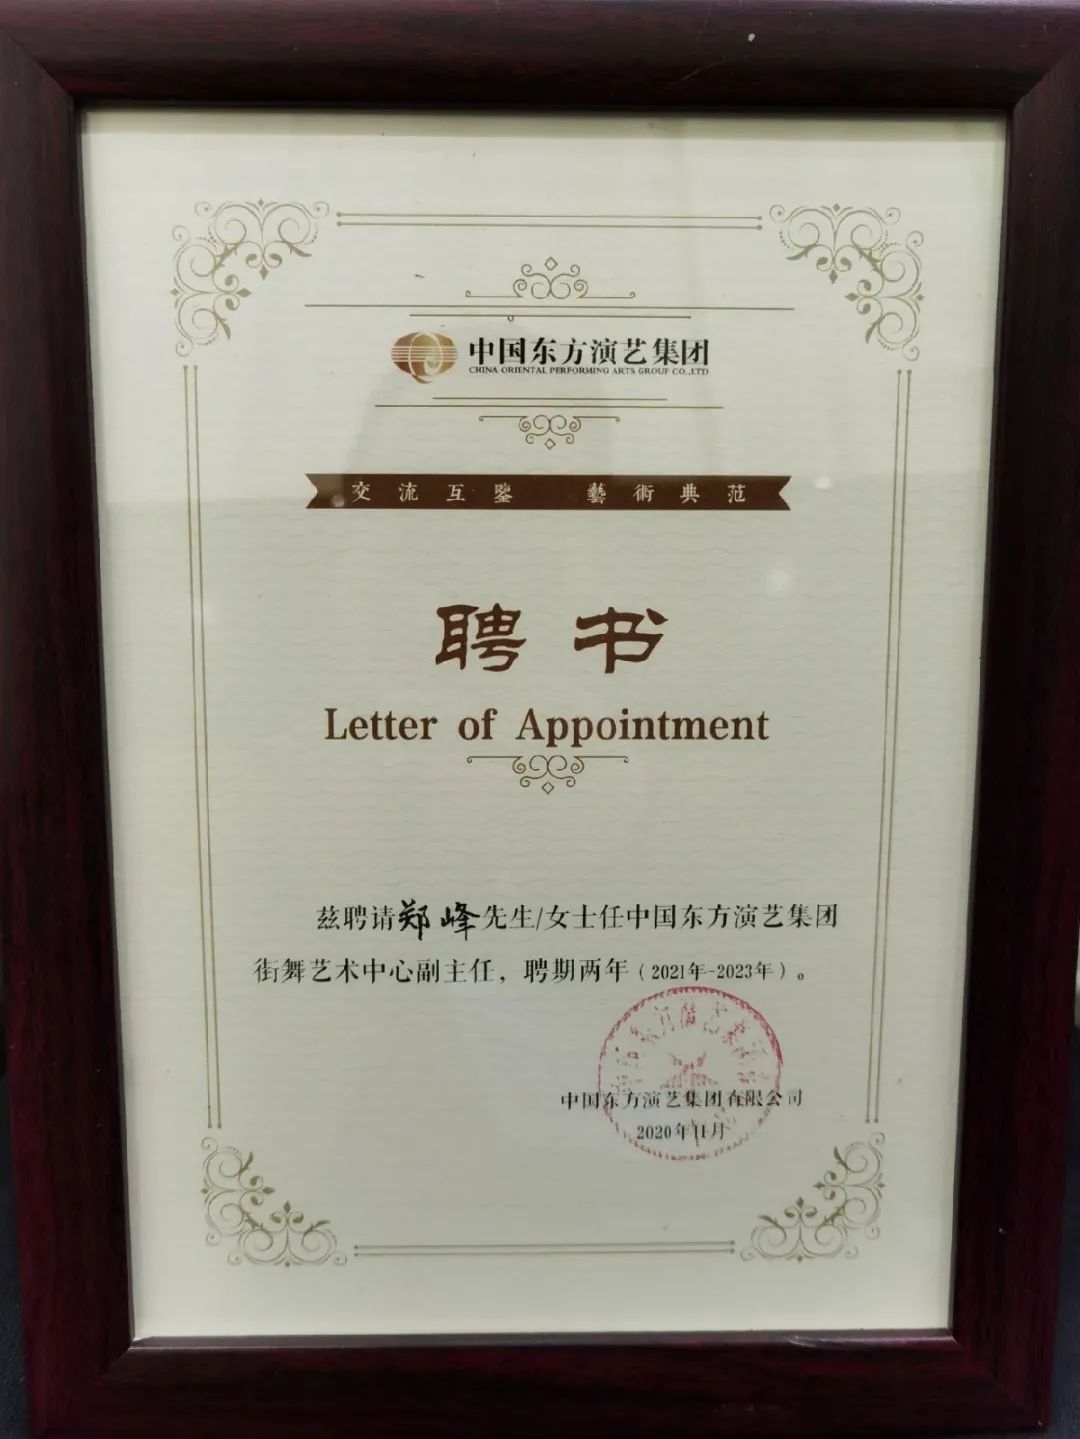 中国东方演艺集团
CHINA ORIENTAL PERFORMING ARTS GROUP CO.,LTD
交流互鑒 藝術典范
聘书
Letter of Appointment
兹聘请郑峰先生/女士任中国东方演艺集团
街舞艺术中心副主任，聘期两年（2021年-2023年）。
中国东方演艺集团有限公司
2020年11月